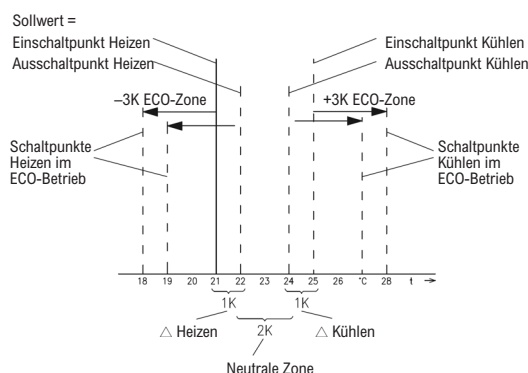 Sollwert =
Einschaltpunkt Heizen
Ausschaltpunkt Heizen
Einschaltpunkt Kühlen
Ausschaltpunkt Kühlen
–3K ECO-Zone
+3K ECO-Zone
Schaltpunkte
Heizen im
ECO-Betrieb
Schaltpunkte
Kühlen im
ECO-Betrieb
18 19 20 21 22 23 24 25 26 °C 28 t →
1K 1K
△ Heizen 2K △ Kühlen
Neutrale Zone